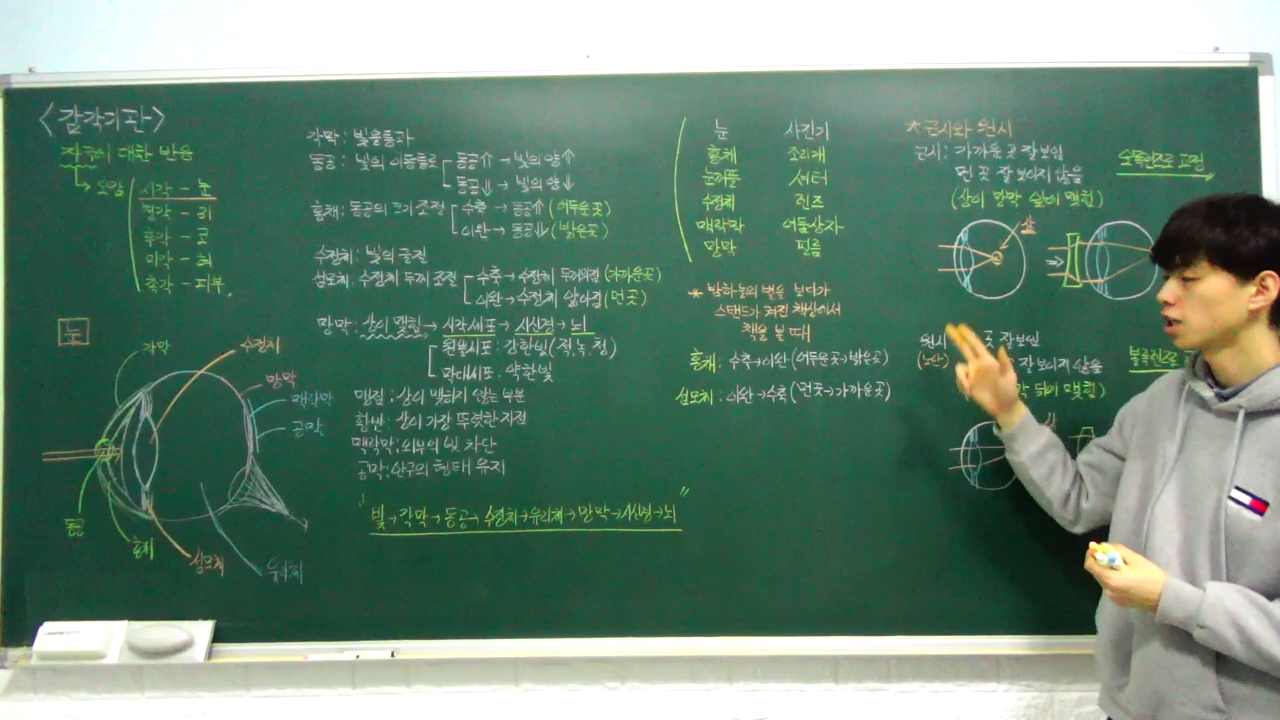 <감각기관>
자극에 대한 반응
오감
시각 - 눈
청각 - 귀
후각 - 코
미각 - 혀
촉각 - 피부
눈
각막
수정체
망막
맥락막
공막
동공
홍채
섬모체
유리체
각막: 빛을 통과
동공: 빛의 이동통로
동공⇑ → 빛의 양↑
동공⇓ → 빛의 양↓
홍채: 동공의 크기 조절
수축 → 동공⇑ (어두운곳)
이완 → 동공⇓ (밝은곳)
수정체: 빛의 굴절
섬모체: 수정체 두께 조절
수축 → 수정체 두꺼워짐 (가까운곳)
이완 → 수정체 얇아짐 (먼곳)
망막: 상이 맺힘 → 시각세포 → 시신경 → 뇌
원뿔세포: 강한빛 (적,녹,청)
막대세포: 약한빛
맹점: 상이 맺히지 않는 부분
황반: 상이 가장 뚜렷한 지점
맥락막: 외부의 빛 차단
공막: 안구의 형태 유지
"빛→각막→동공→수정체→유리체→망막→시신경→뇌"
눈 사진기
홍채 조리개
눈꺼풀 셔터
수정체 렌즈
맥락막 어둠상자
망막 필름
* 밤하늘의 별을 보다가
스탠드가 켜진 책상에서
책을 볼 때
홍채: 수축→이완 (어두운곳→밝은곳)
섬모체: 이완→수축 (먼곳→가까운곳)
*근시와 원시
근시: 가까운 곳 잘보임
먼 곳 잘 보이지 않음
(상이 망막 앞에 맺힘)
오목렌즈로 교정
상
원시
곳 잘보임
(노안)
잘 보이지 않음
막 뒤에 맺힘)
볼록렌즈로
상